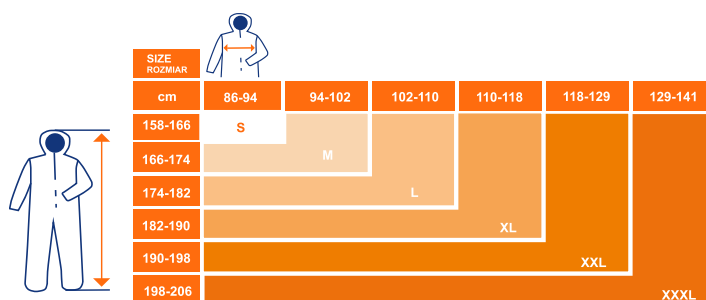 SIZE
ROZMIAR
cm 86-94 94-102 102-110 110-118 118-129 129-141
158-166 S
166-174 M
174-182 L
182-190 XL
190-198 XXL
198-206 XXXL